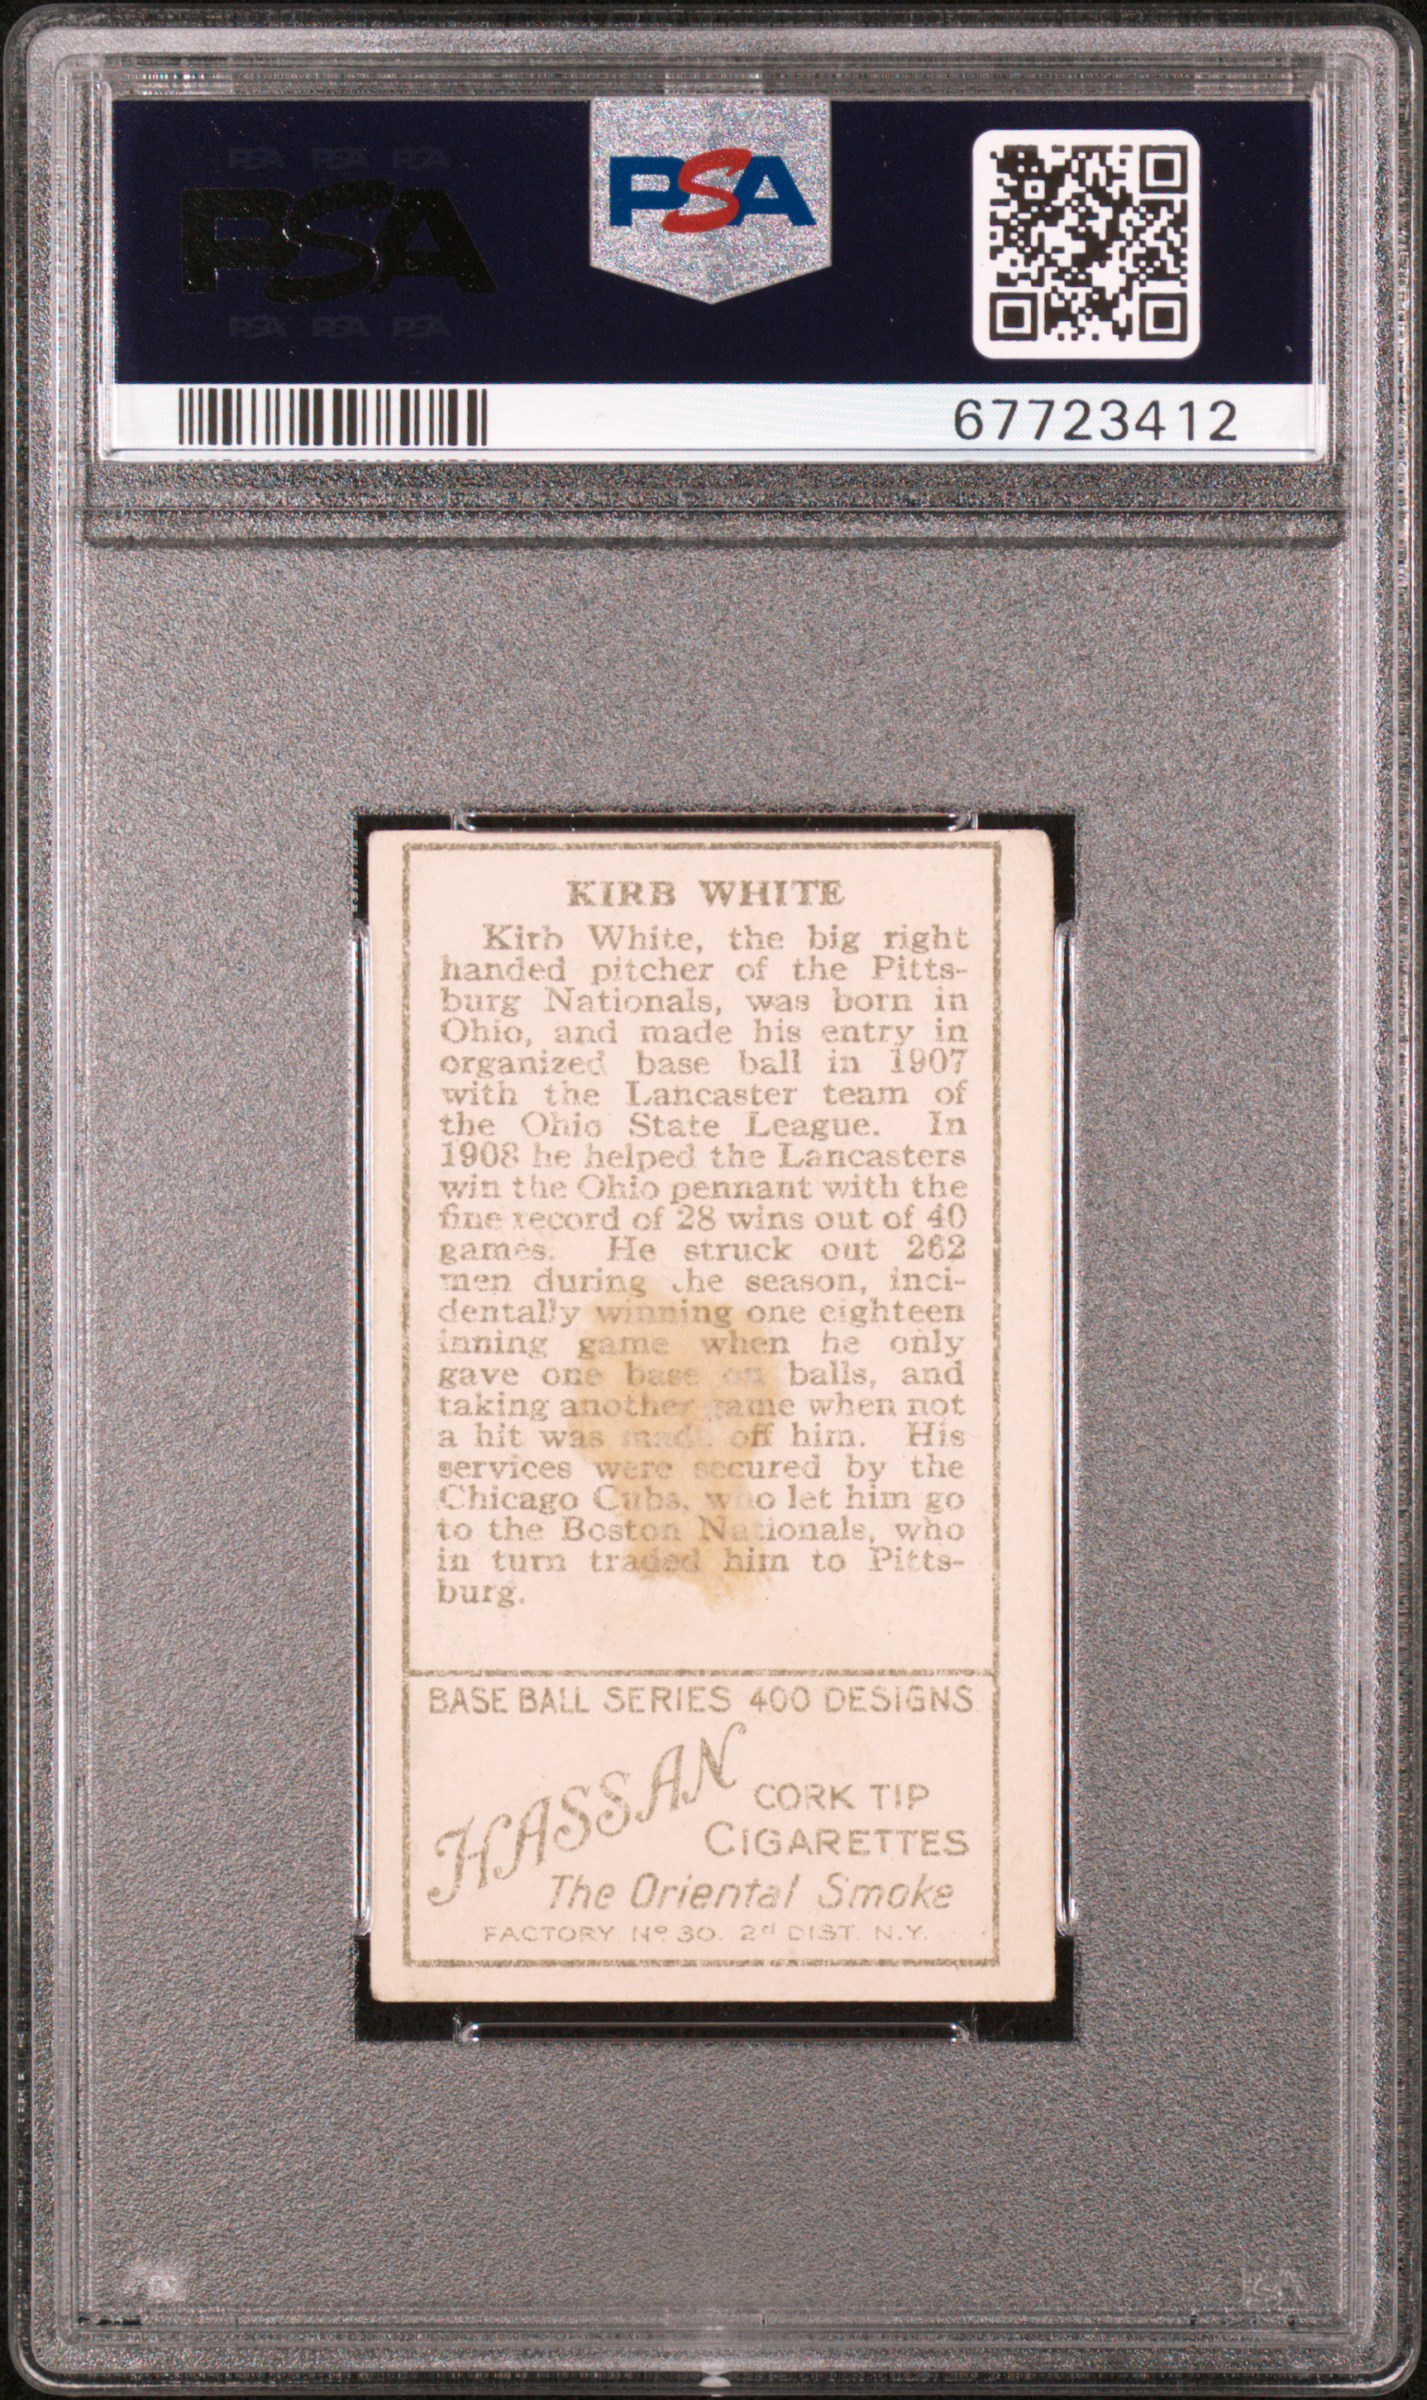 PSA PSA PSA
PSA
PSA PSA PSA
PSA
67723412
KIRB WHITE
Kirb White, the big right
handed pitcher of the Pitts-
burg Nationals, was born in
Ohio, and made his entry in
organized base ball in 1907
with the Lancaster team of
the Ohio State League. In
1908 he helped the Lancasters
win the Ohio pennant with the
fine record of 28 wins out of 40
games. He struck out 262
men during the season, inci-
dentally winning one eighteen
inning game when he only
gave one base on balls, and
taking another game when not
a hit was made off him. His
services were secured by the
Chicago Cubs, who let him go
to the Boston Nationals, who
in turn traded him to Pitts-
burg.
BASE BALL SERIES 400 DESIGNS
HASSAN CORK TIP
CIGARETTES
The Oriental Smoke
FACTORY Nº 30. 2d DIST. N.Y.
PSA